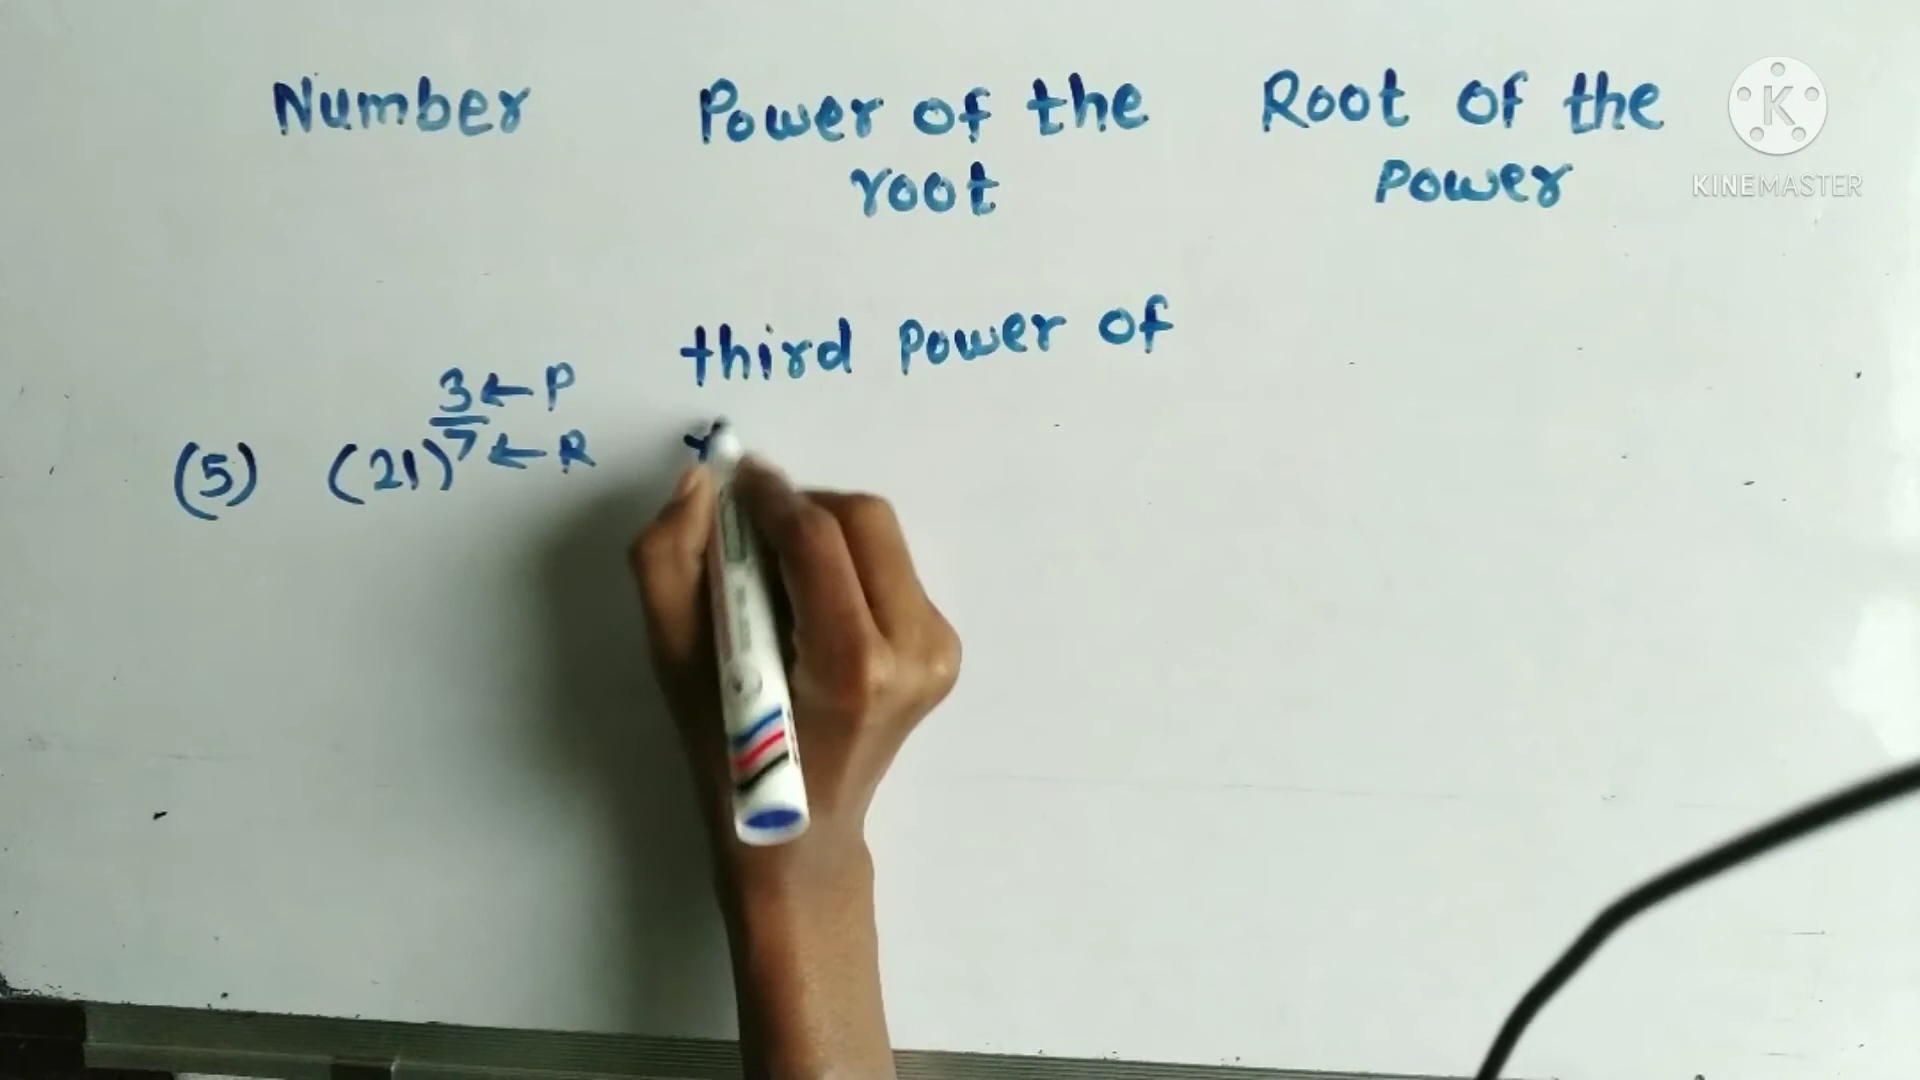 Number Power of the Root of the
root Power
third Power of
3 ← P
(5) (21) 7 ← R
KINEMASTER